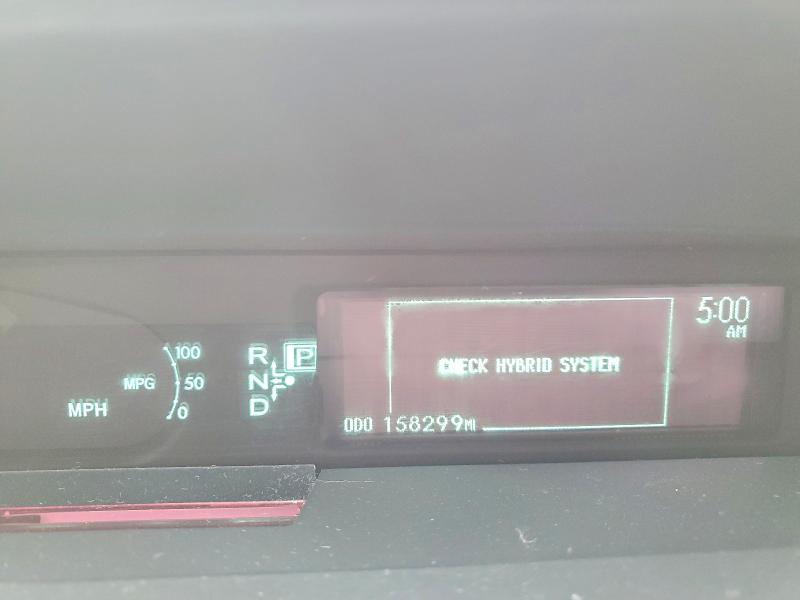 100
MPG 50
MPH 0
R P
N
D
5:00
AM
CHECK HYBRID SYSTEM
ODO 158299MI